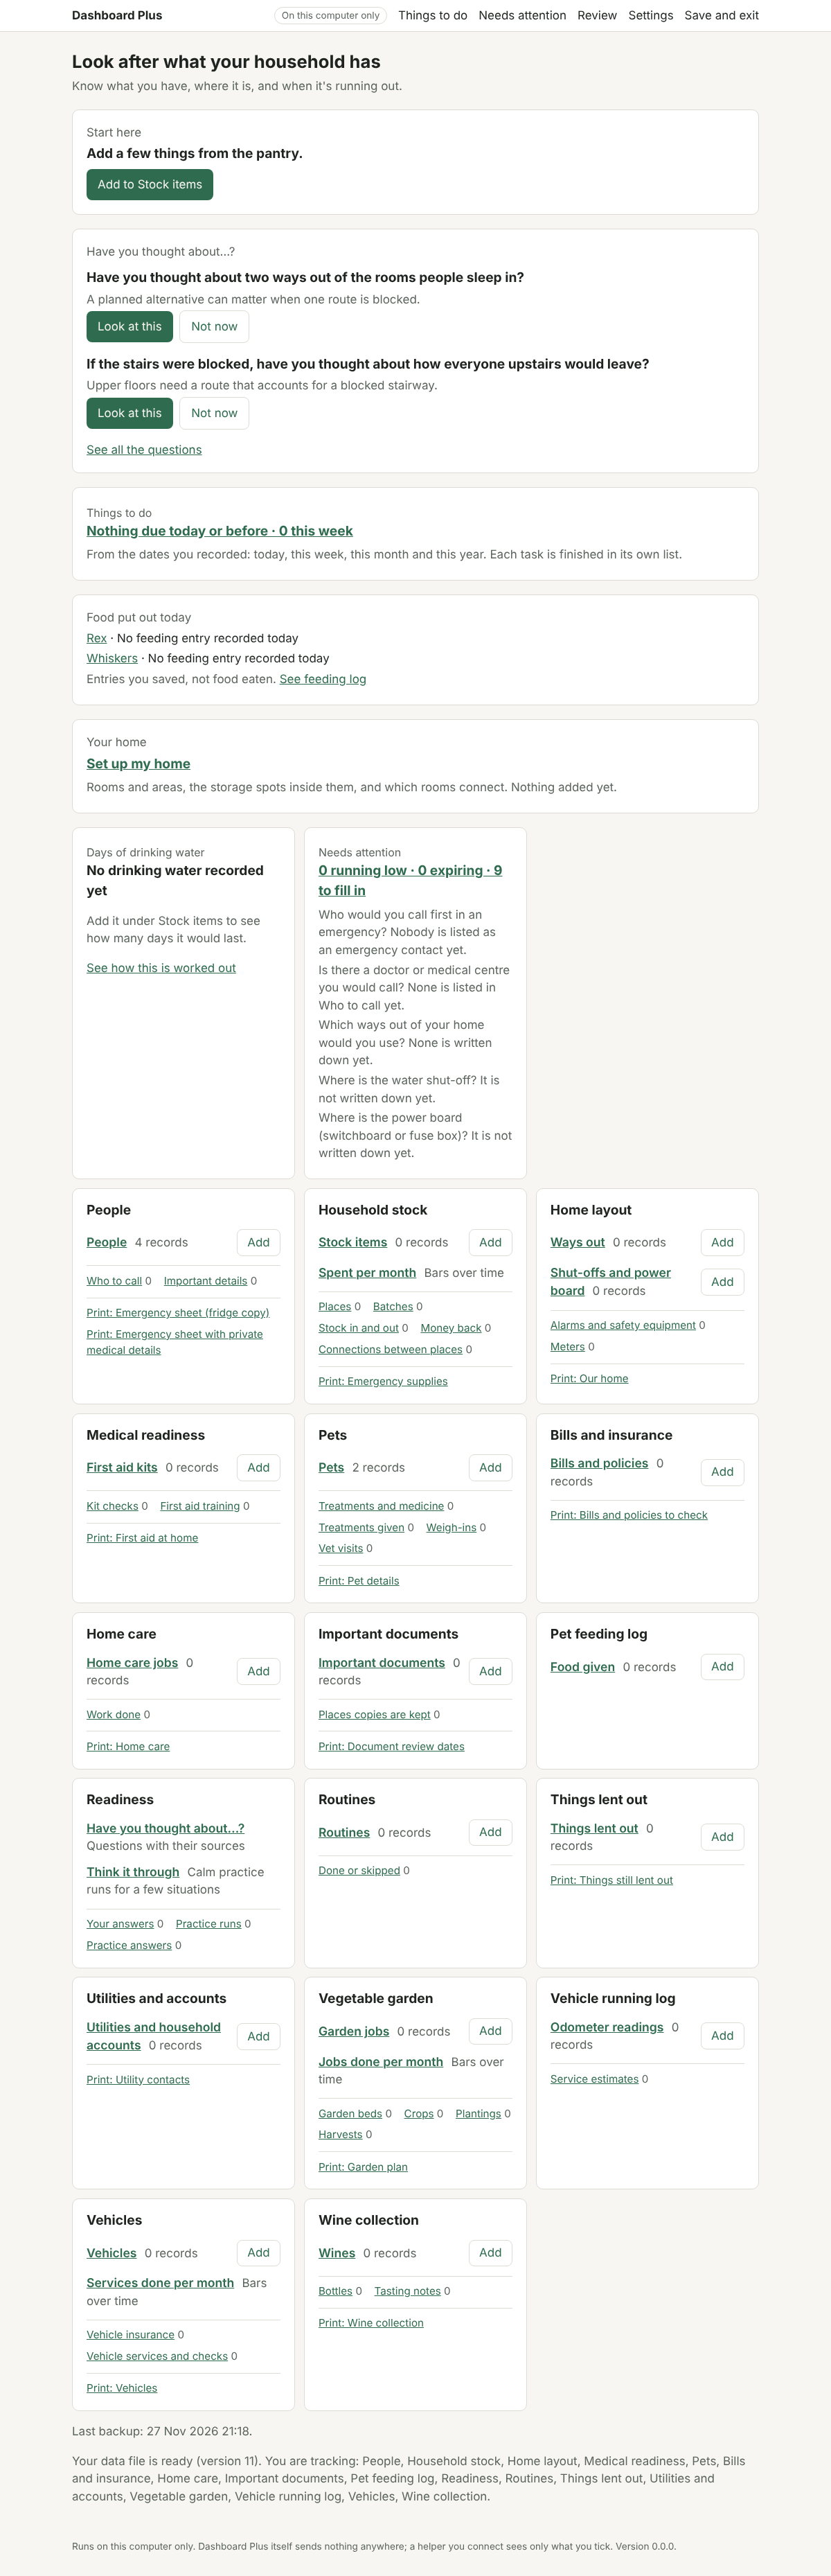 Dashboard Plus
On this computer only
Things to do
Needs attention
Review
Settings
Save and exit
Look after what your household has
Know what you have, where it is, and when it's running out.
Start here
Add a few things from the pantry.
Add to Stock items
Have you thought about...?
Have you thought about two ways out of the rooms people sleep in?
A planned alternative can matter when one route is blocked.
Look at this
Not now
If the stairs were blocked, have you thought about how everyone upstairs would leave?
Upper floors need a route that accounts for a blocked stairway.
Look at this
Not now
See all the questions
Things to do
Nothing due today or before · 0 this week
From the dates you recorded: today, this week, this month and this year. Each task is finished in its own list.
Food put out today
Rex · No feeding entry recorded today
Whiskers · No feeding entry recorded today
Entries you saved, not food eaten. See feeding log
Your home
Set up my home
Rooms and areas, the storage spots inside them, and which rooms connect. Nothing added yet.
Days of drinking water
No drinking water recorded
yet
Add it under Stock items to see
how many days it would last.
See how this is worked out
Needs attention
0 running low · 0 expiring · 9
to fill in
Who would you call first in an
emergency? Nobody is listed as
an emergency contact yet.
Is there a doctor or medical centre
you would call? None is listed in
Who to call yet.
Which ways out of your home
would you use? None is written
down yet.
Where is the water shut-off? It is
not written down yet.
Where is the power board
(switchboard or fuse box)? It is not
written down yet.
People
People 4 records
Add
Who to call 0 Important details 0
Print: Emergency sheet (fridge copy)
Print: Emergency sheet with private
medical details
Household stock
Stock items 0 records
Add
Spent per month Bars over time
Places 0 Batches 0
Stock in and out 0 Money back 0
Connections between places 0
Print: Emergency supplies
Home layout
Ways out 0 records
Add
Shut-offs and power
board 0 records
Add
Alarms and safety equipment 0
Meters 0
Print: Our home
Medical readiness
First aid kits 0 records
Add
Kit checks 0 First aid training 0
Print: First aid at home
Pets
Pets 2 records
Add
Treatments and medicine 0
Treatments given 0 Weigh-ins 0
Vet visits 0
Print: Pet details
Bills and insurance
Bills and policies 0
records
Add
Print: Bills and policies to check
Home care
Home care jobs 0
records
Add
Work done 0
Print: Home care
Important documents
Important documents 0
records
Add
Places copies are kept 0
Print: Document review dates
Pet feeding log
Food given 0 records
Add
Readiness
Have you thought about...?
Questions with their sources
Think it through Calm practice
runs for a few situations
Your answers 0 Practice runs 0
Practice answers 0
Routines
Routines 0 records
Add
Done or skipped 0
Things lent out
Things lent out 0
records
Add
Print: Things still lent out
Utilities and accounts
Utilities and household
accounts 0 records
Add
Print: Utility contacts
Vegetable garden
Garden jobs 0 records
Add
Jobs done per month Bars over
time
Garden beds 0 Crops 0 Plantings 0
Harvests 0
Print: Garden plan
Vehicle running log
Odometer readings 0
records
Add
Service estimates 0
Vehicles
Vehicles 0 records
Add
Services done per month Bars
over time
Vehicle insurance 0
Vehicle services and checks 0
Print: Vehicles
Wine collection
Wines 0 records
Add
Bottles 0 Tasting notes 0
Print: Wine collection
Last backup: 27 Nov 2026 21:18.
Your data file is ready (version 11). You are tracking: People, Household stock, Home layout, Medical readiness, Pets, Bills
and insurance, Home care, Important documents, Pet feeding log, Readiness, Routines, Things lent out, Utilities and
accounts, Vegetable garden, Vehicle running log, Vehicles, Wine collection.
Runs on this computer only. Dashboard Plus itself sends nothing anywhere; a helper you connect sees only what you tick. Version 0.0.0.